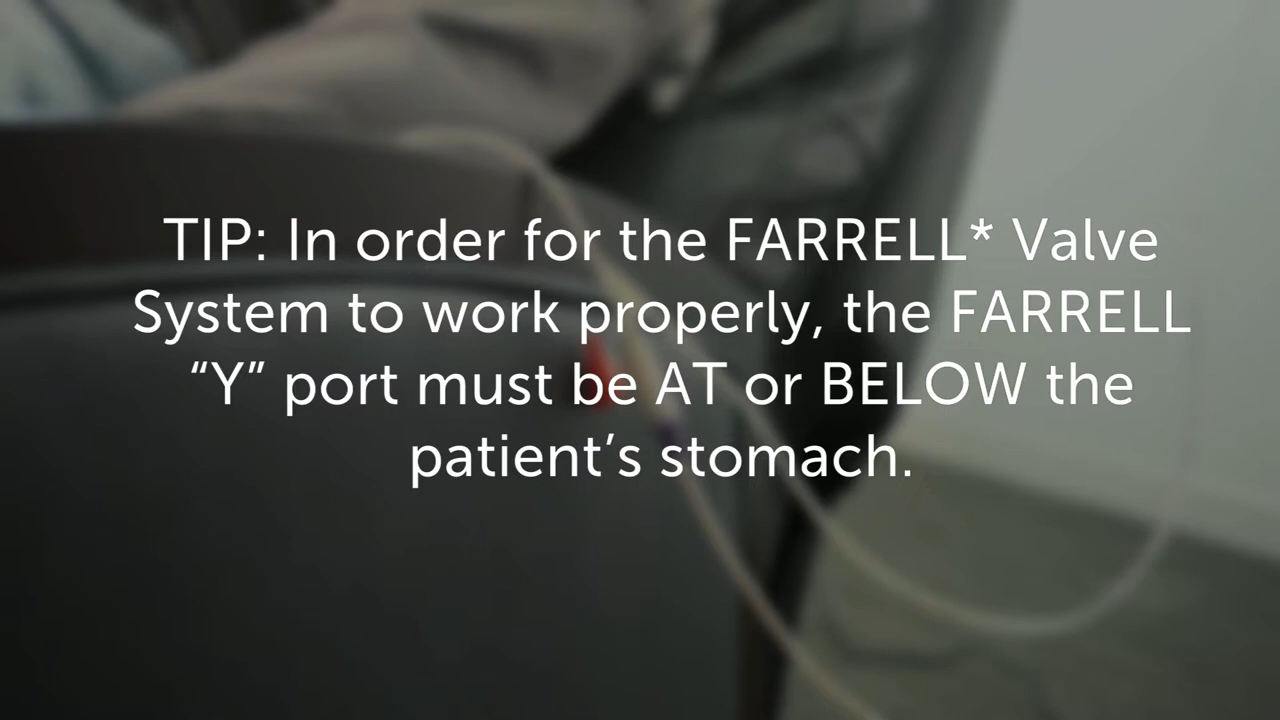 TIP: In order for the FARRELL* Valve
System to work properly, the FARRELL
“Y” port must be AT or BELOW the
patient’s stomach.